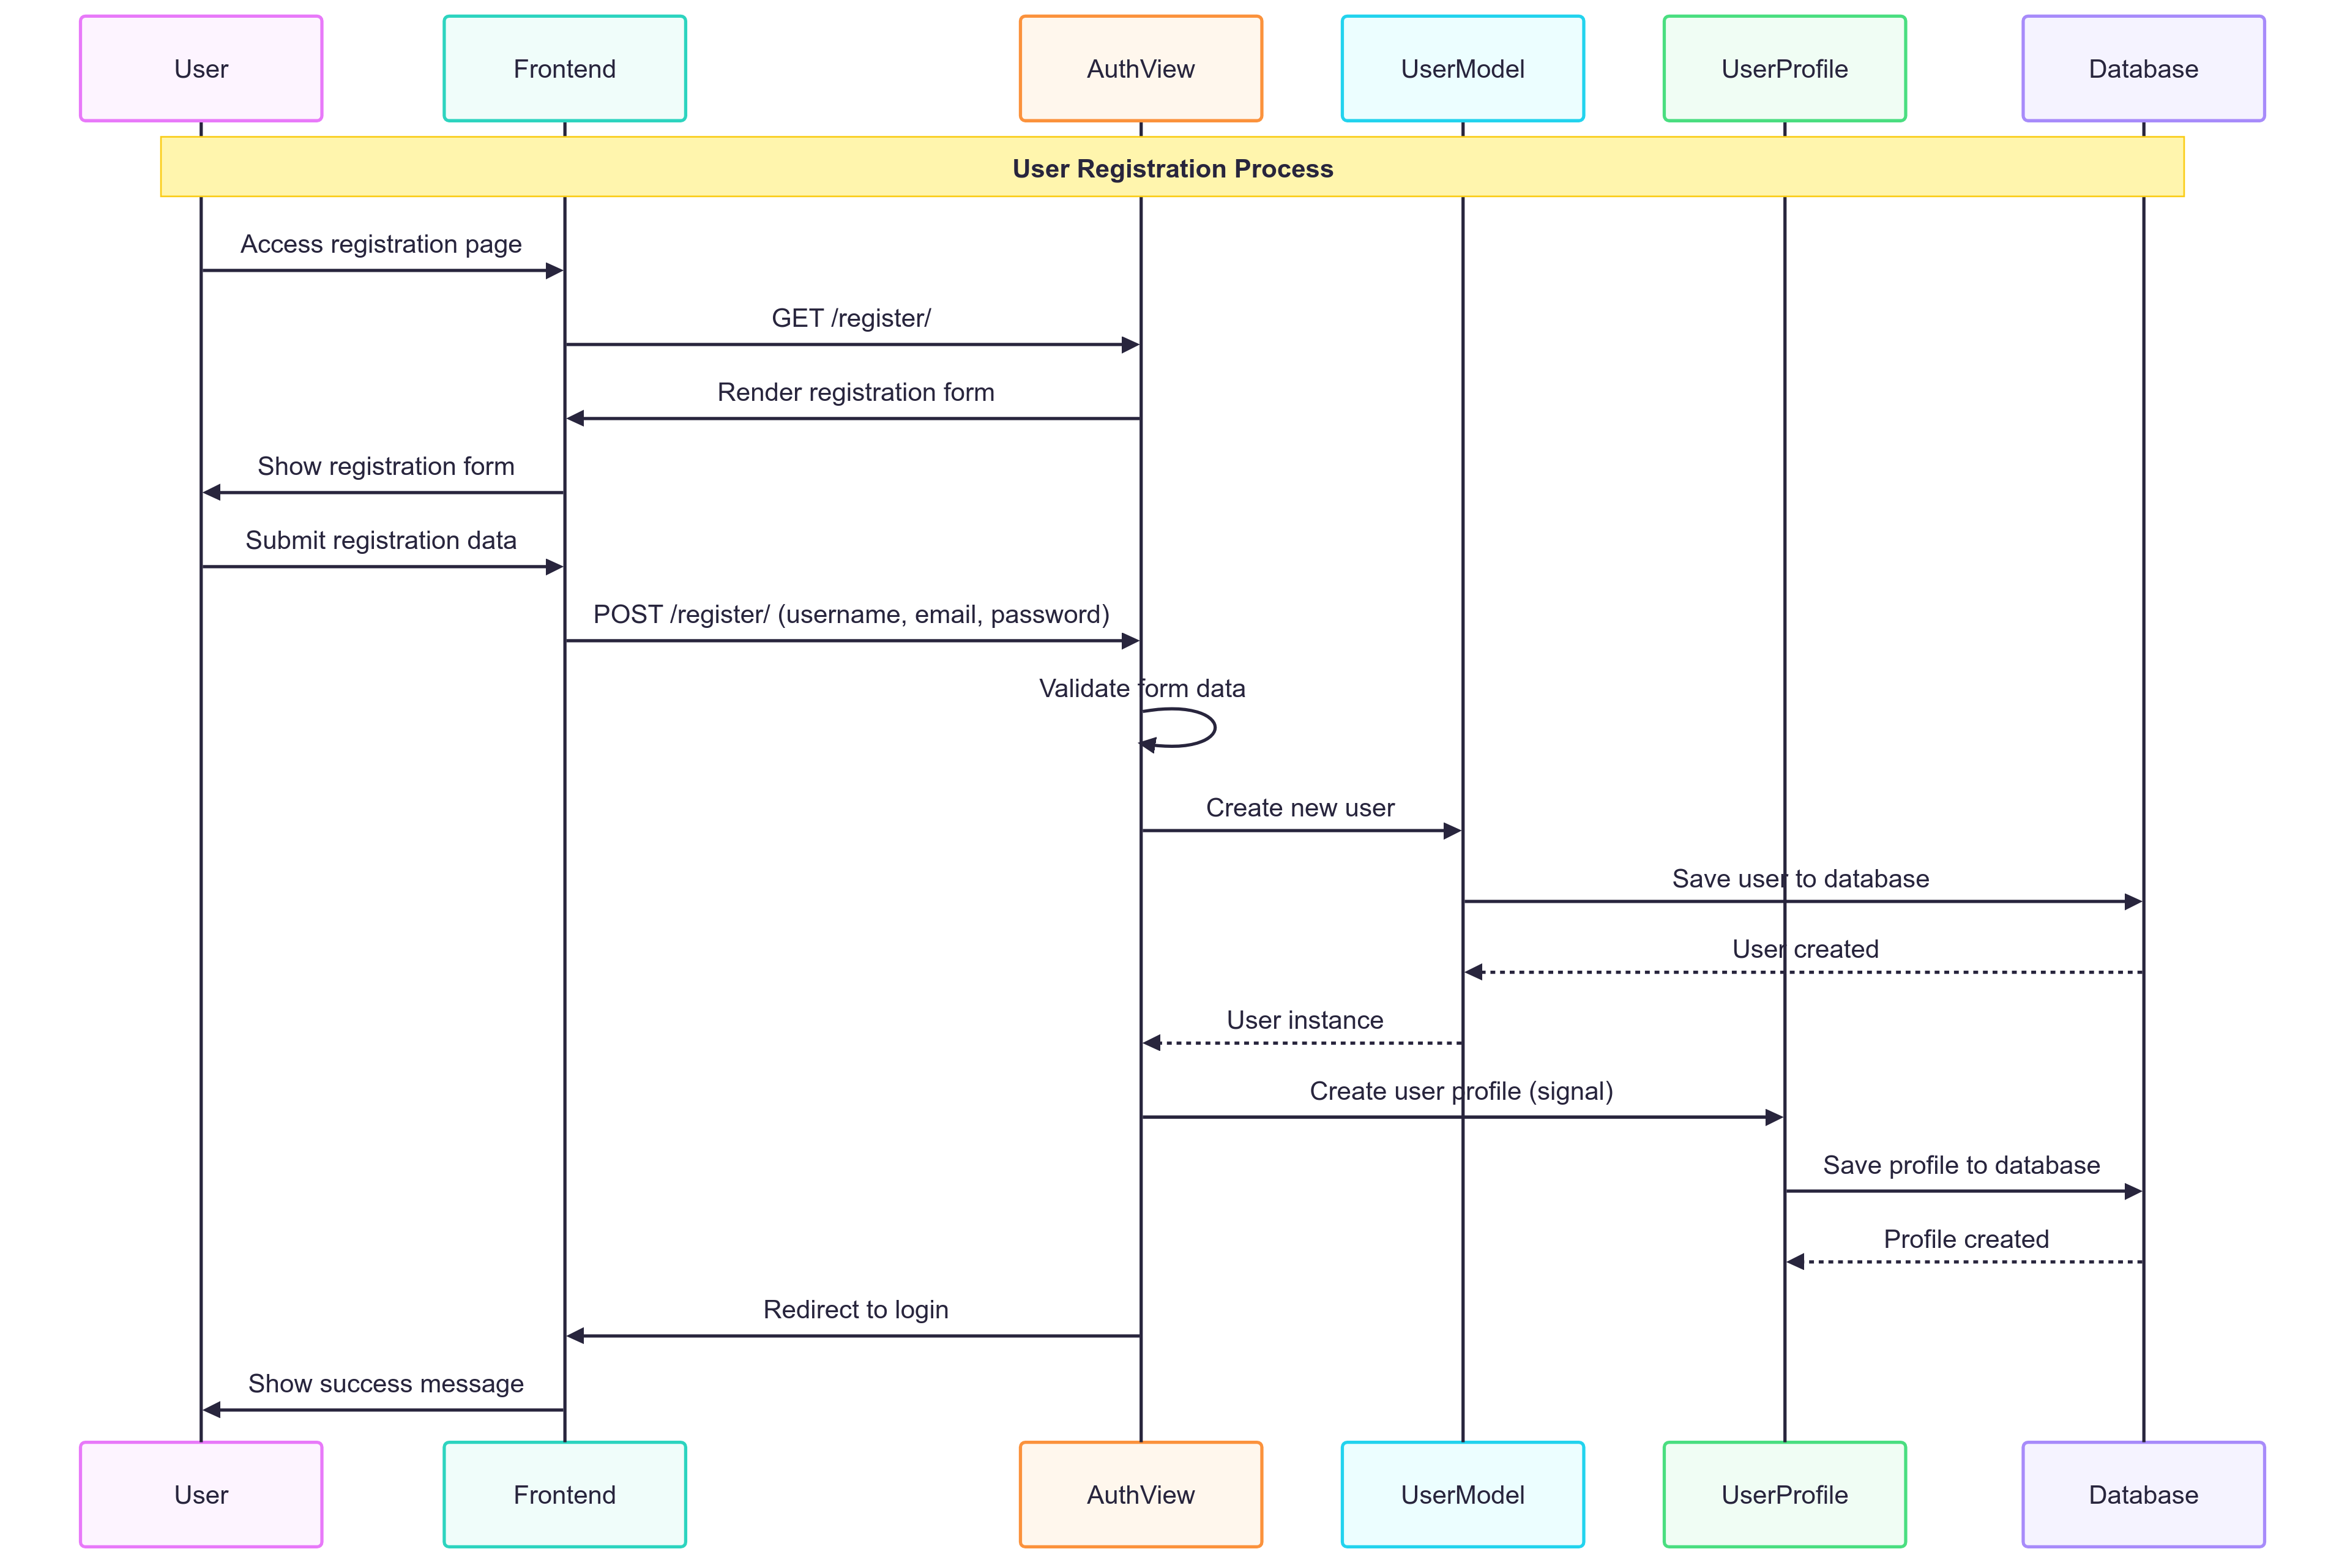 User
Frontend
AuthView
UserModel
UserProfile
Database
User Registration Process
Access registration page
GET /register/
Render registration form
Show registration form
Submit registration data
POST /register/ (username, email, password)
Validate form data
Create new user
Save user to database
User created
User instance
Create user profile (signal)
Save profile to database
Profile created
Redirect to login
Show success message
User
Frontend
AuthView
UserModel
UserProfile
Database